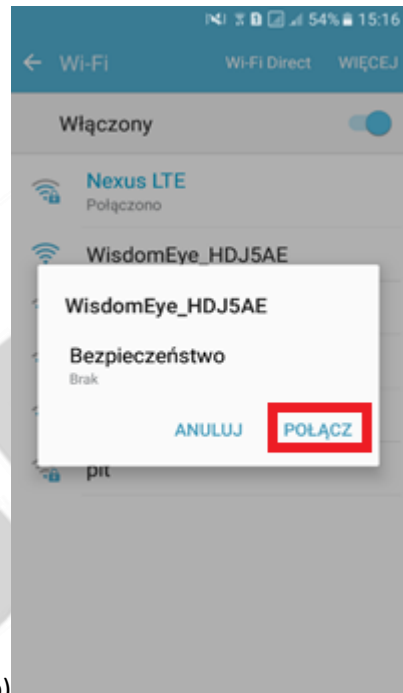 54% 15:16
Wi-Fi Wi-Fi Direct WIĘCEJ
Włączony
Nexus LTE
Połączono
WisdomEye_HDJ5AE
WisdomEye_HDJ5AE
Bezpieczeństwo
Brak
ANULUJ POŁĄCZ